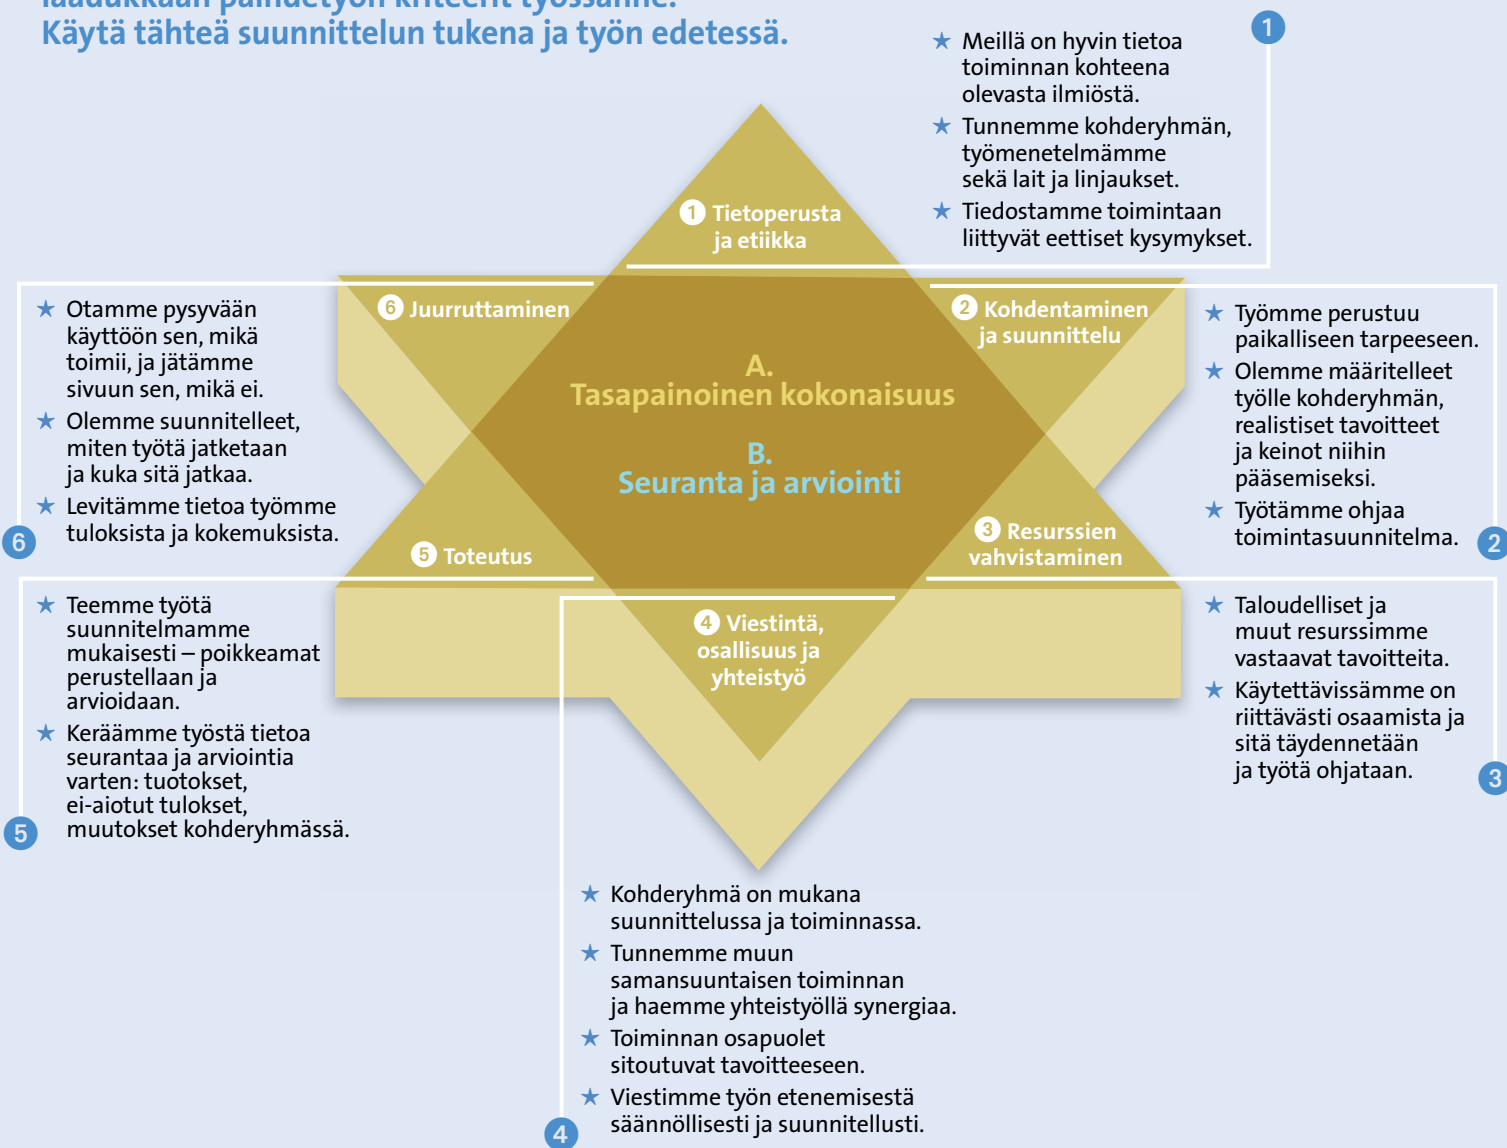 laadukkaan päihdetyön kriteerit työssänne.
Käytä tähteä suunnittelun tukena ja työn edetessä.
1
★ Meillä on hyvin tietoa
toiminnan kohteena
olevasta ilmiöstä.
★ Tunnemme kohderyhmän,
työmenetelmämme
sekä lait ja linjaukset.
★ Tiedostamme toimintaan
liittyvät eettiset kysymykset.
1 Tietoperusta
ja etiikka
6 Juurruttaminen
2 Kohdentaminen
ja suunnittelu
A.
Tasapainoinen kokonaisuus
B.
Seuranta ja arviointi
5 Toteutus
3 Resurssien
vahvistaminen
4 Viestintä,
osallisuus ja
yhteistyö
★ Työmme perustuu
paikalliseen tarpeeseen.
★ Olemme määritelleet
työlle kohderyhmän,
realistiset tavoitteet
ja keinot niihin
pääsemiseksi.
★ Työtämme ohjaa
toimintasuunnitelma.
2
★ Taloudelliset ja
muut resurssimme
vastaavat tavoitteita.
★ Käytettävissämme on
riittävästi osaamista ja
sitä täydennetään
ja työtä ohjataan.
3
★ Kohderyhmä on mukana
suunnittelussa ja toiminnassa.
★ Tunnemme muun
samansuuntaisen toiminnan
ja haemme yhteistyöllä synergiaa.
★ Toiminnan osapuolet
sitoutuvat tavoitteeseen.
★ Viestimme työn etenemisestä
säännöllisesti ja suunnitellusti.
4
★ Teemme työtä
suunnitelmamme
mukaisesti – poikkeamat
perustellaan ja
arvioidaan.
★ Keräämme työstä tietoa
seurantaa ja arviointia
varten: tuotokset,
ei-aiotut tulokset,
muutokset kohderyhmässä.
5
★ Otamme pysyvään
käyttöön sen, mikä
toimii, ja jätämme
sivuun sen, mikä ei.
★ Olemme suunnitelleet,
miten työtä jatketaan
ja kuka sitä jatkaa.
★ Levitämme tietoa työmme
tuloksista ja kokemuksista.
6